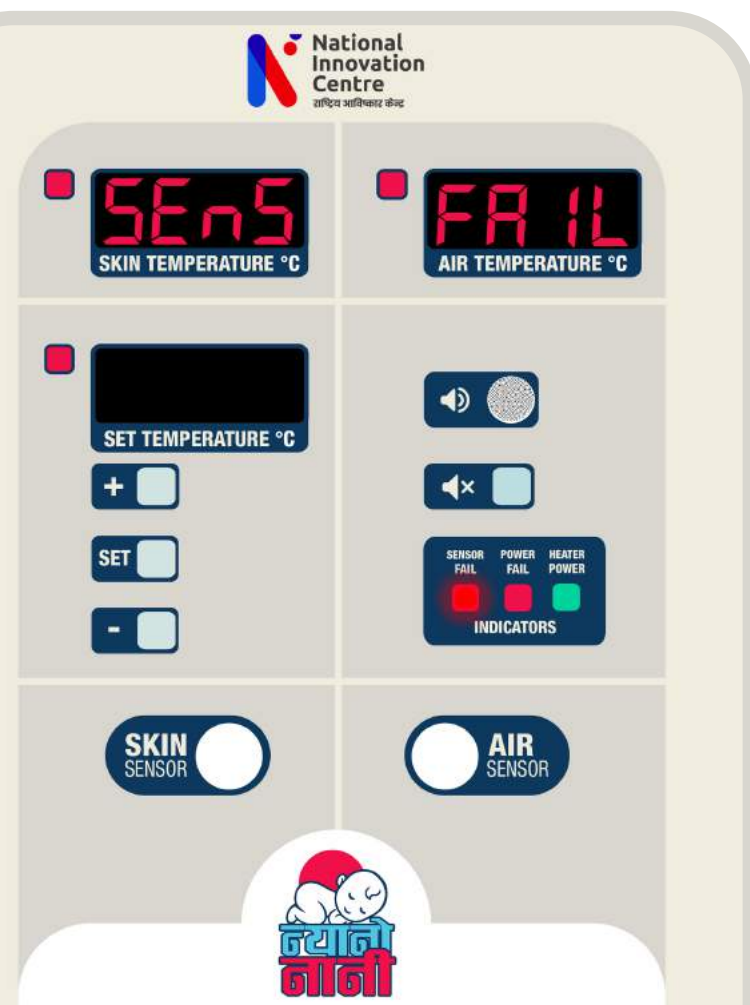 National
Innovation
Centre
राष्ट्रिय आविष्कार केन्द्र
SEnS
SKIN TEMPERATURE °C
FAIL
AIR TEMPERATURE °C
SET TEMPERATURE °C
+
SET
-
SENSOR FAIL
POWER FAIL
HEATER POWER
INDICATORS
SKIN
SENSOR
AIR
SENSOR
न्यानो
नानी